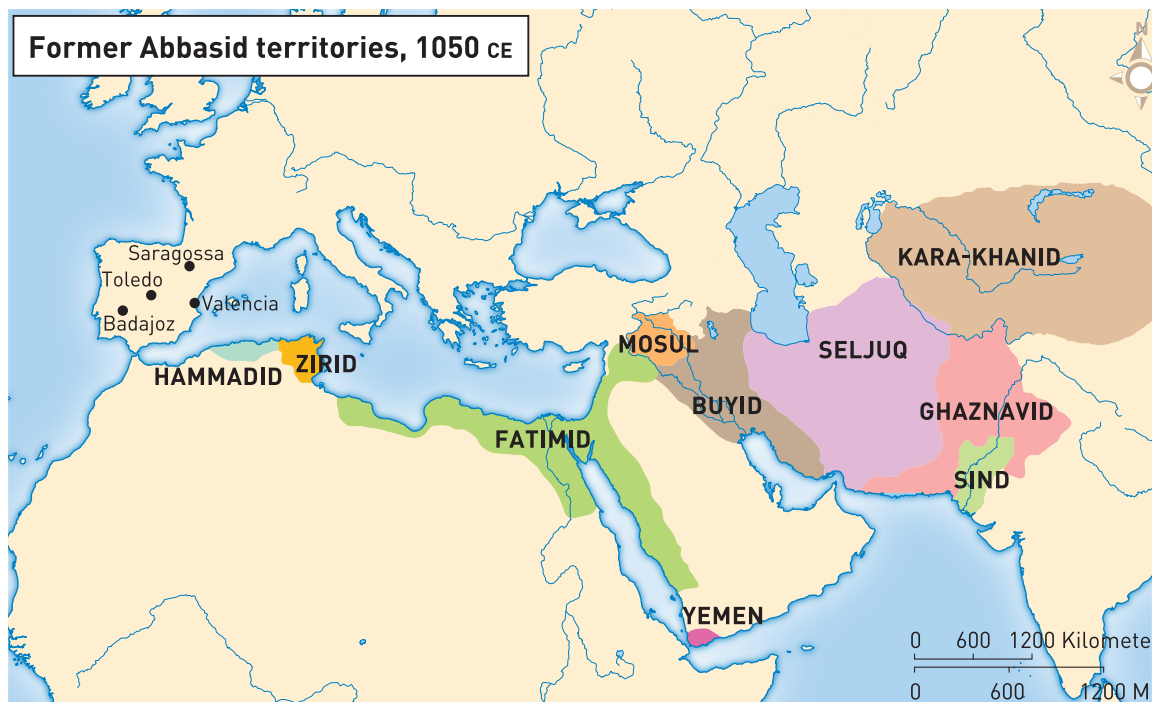 Former Abbasid territories, 1050 CE
N
Saragossa
Toledo
Valencia
Badajoz
HAMMADID
ZIRID
FATIMID
MOSUL
BUYID
SELJUQ
KARA-KHANID
GHAZNAVID
SIND
YEMEN
0 600 1200 Kilomete
0 600 1200 M